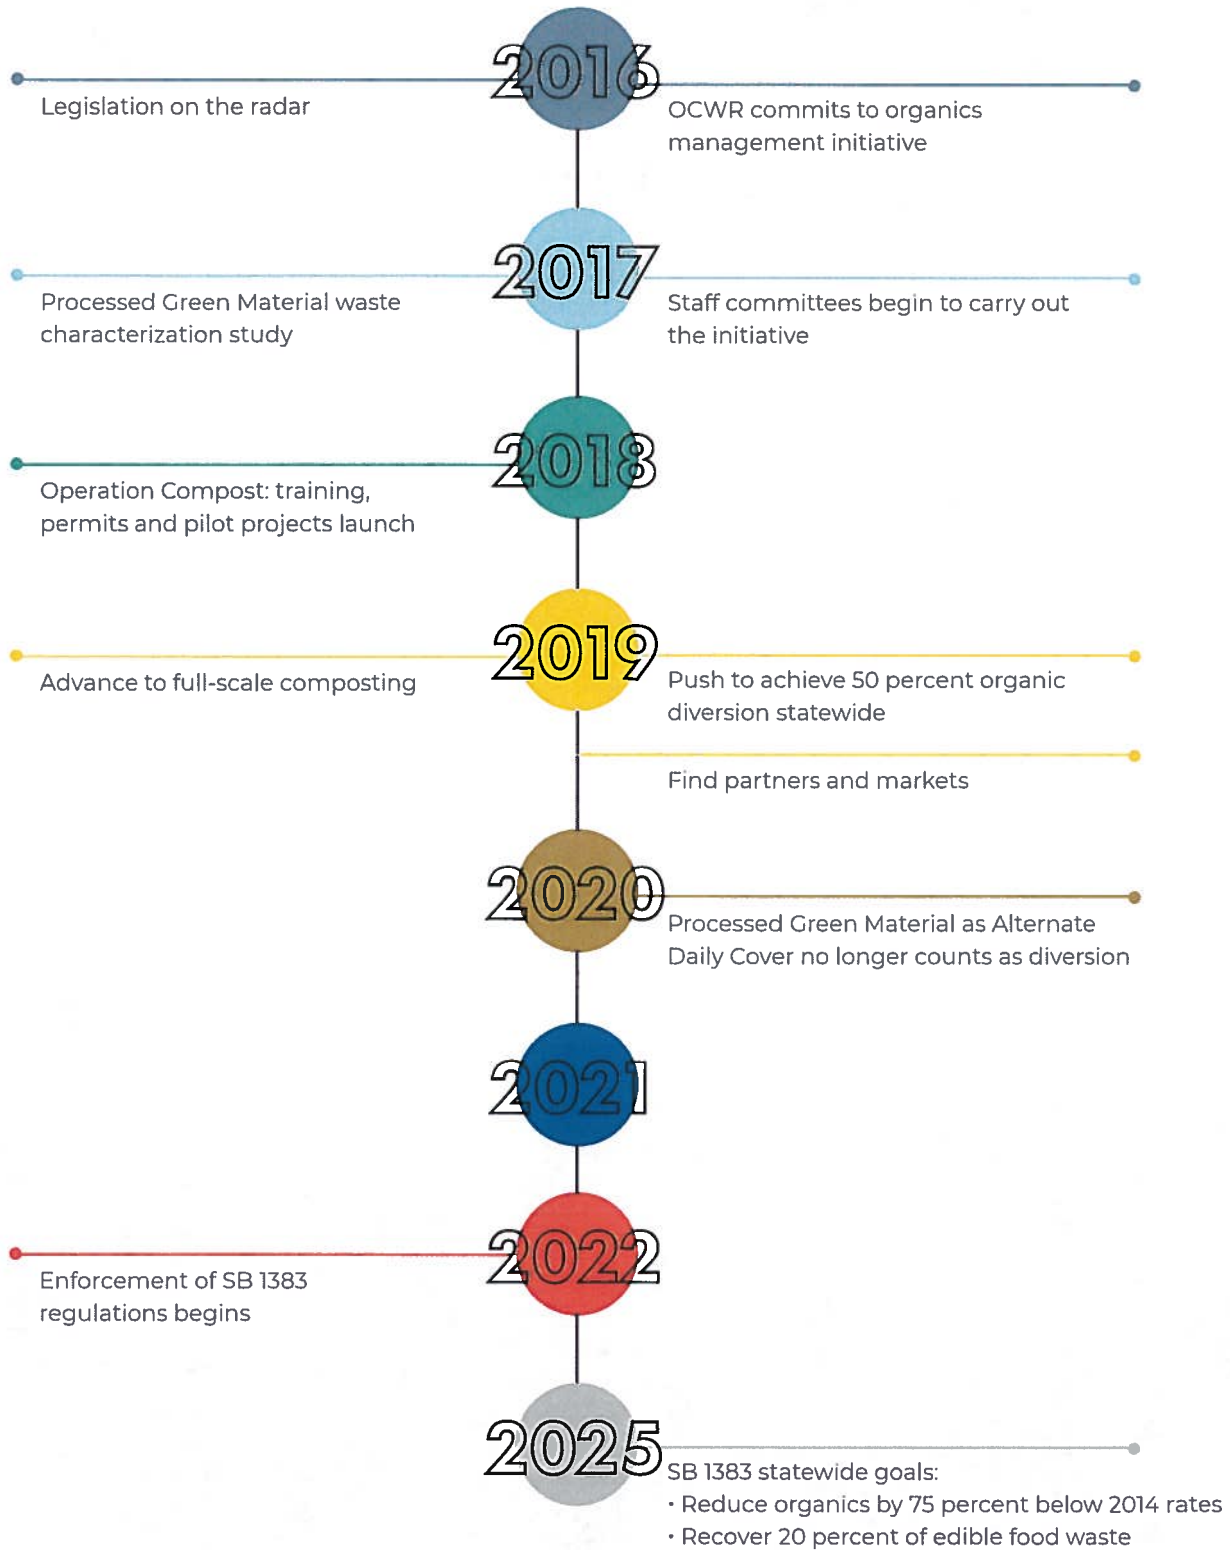 2016
Legislation on the radar
OCWR commits to organics
management initiative
2017
Processed Green Material waste
characterization study
Staff committees begin to carry out
the initiative
2018
Operation Compost: training,
permits and pilot projects launch
2019
Advance to full-scale composting
Push to achieve 50 percent organic
diversion statewide
Find partners and markets
2020
Processed Green Material as Alternate
Daily Cover no longer counts as diversion
2021
2022
Enforcement of SB 1383
regulations begins
2025
SB 1383 statewide goals:
• Reduce organics by 75 percent below 2014 rates
• Recover 20 percent of edible food waste